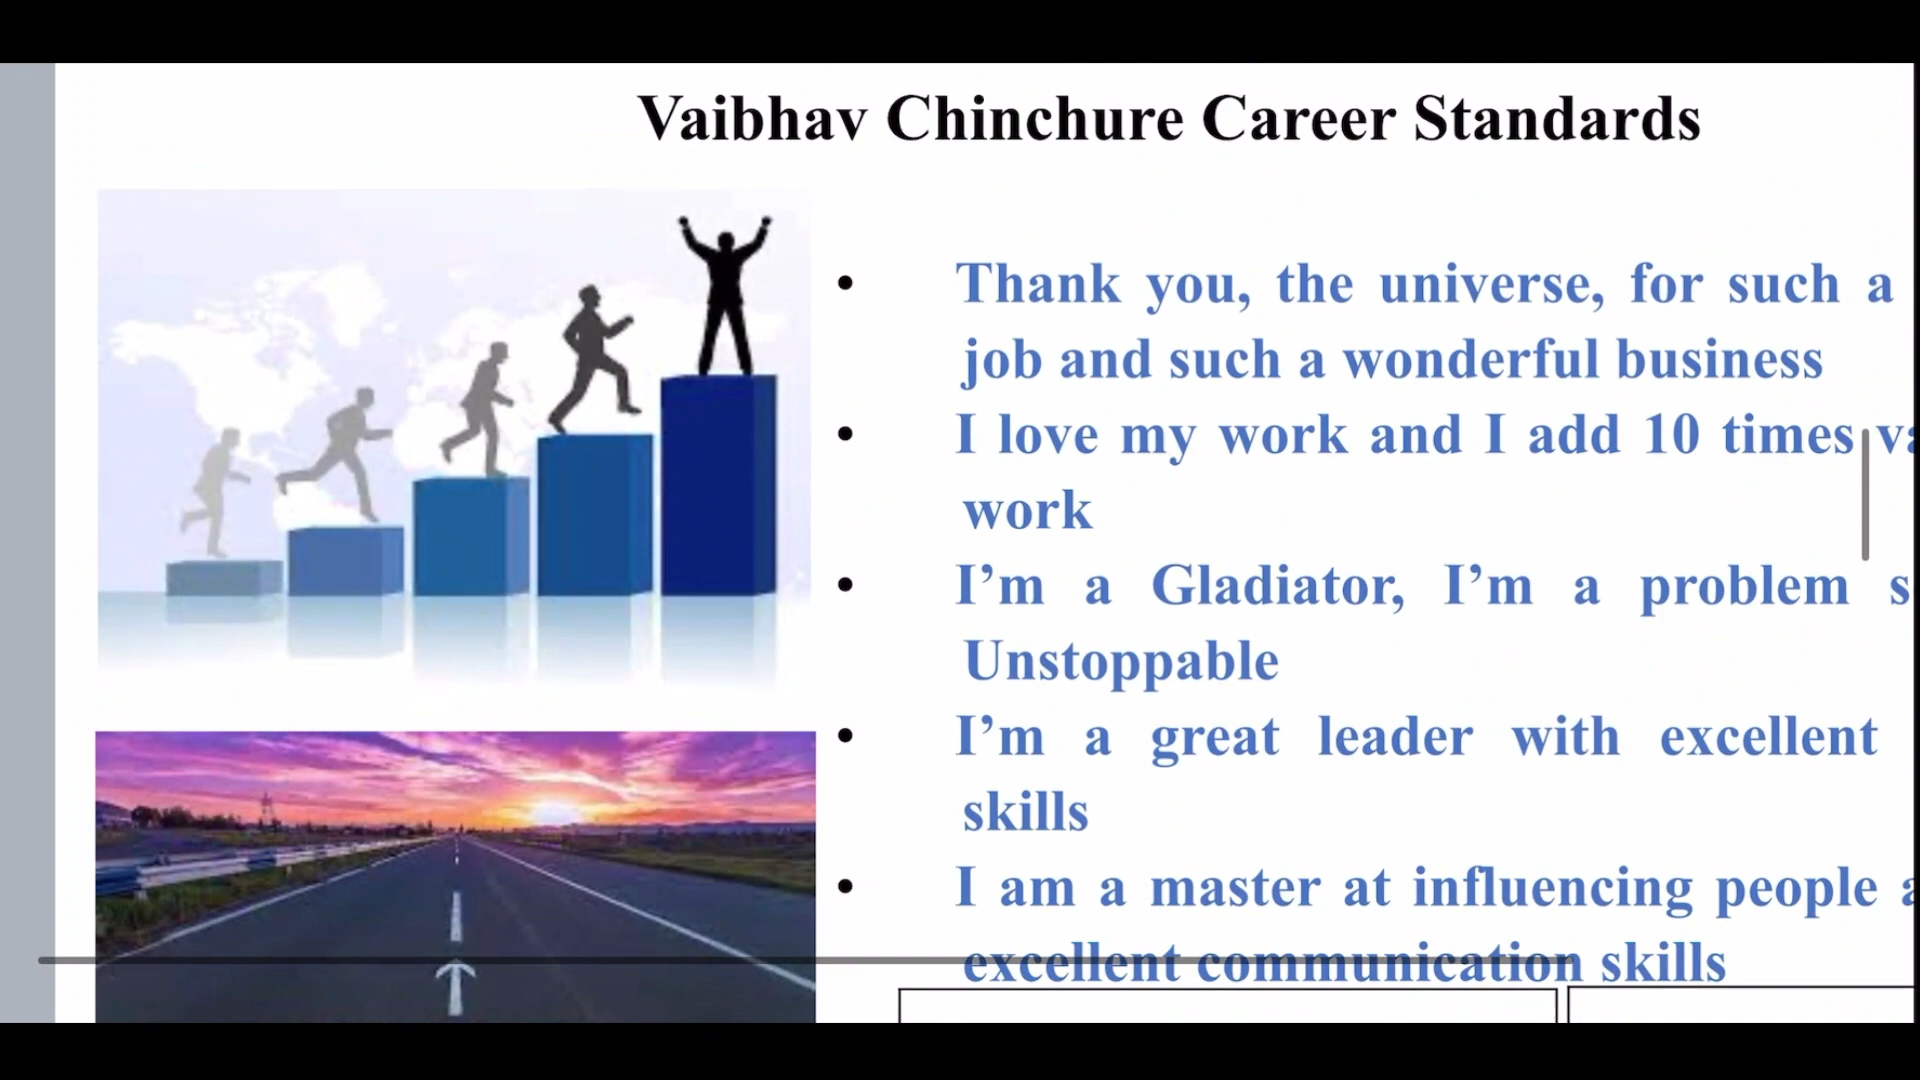 Vaibhav Chinchure Career Standards
• Thank you, the universe, for such a
job and such a wonderful business
• I love my work and I add 10 times
work
• I’m a Gladiator, I’m a problem
Unstoppable
• I’m a great leader with excellent
skills
• I am a master at influencing people
excellent communication skills